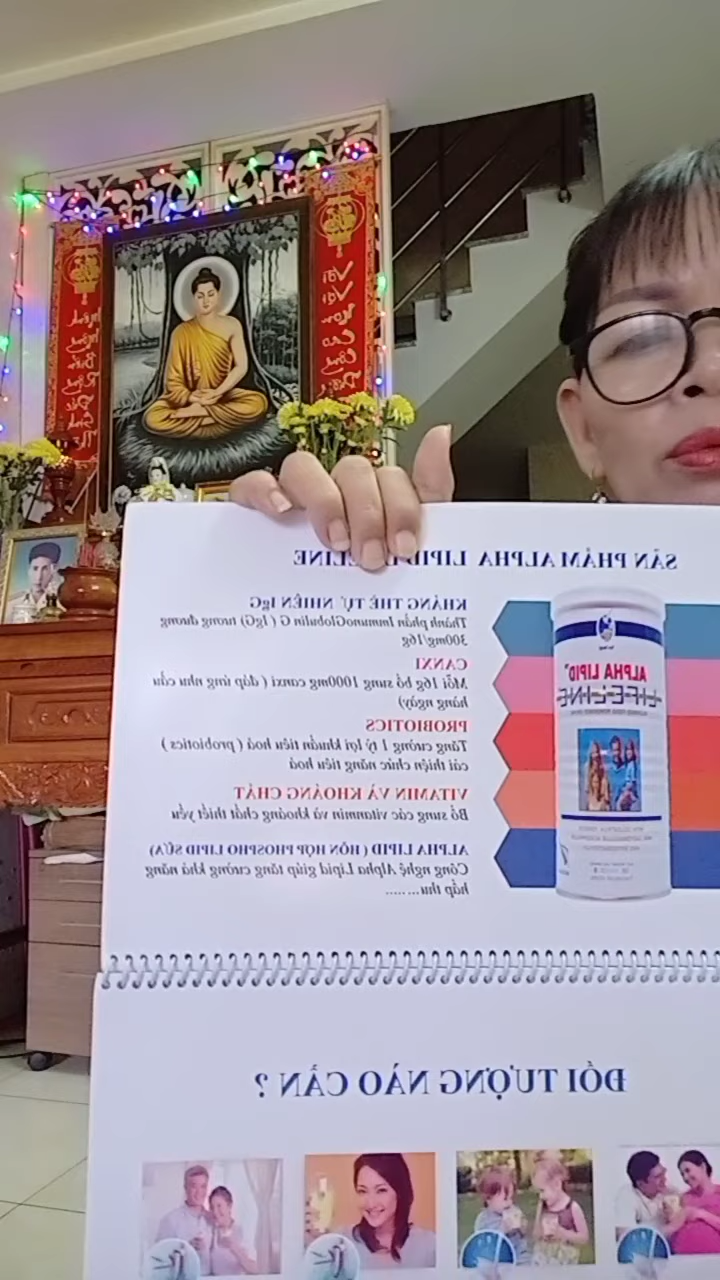 SẢN PHẨM ALPHA LIPID LIFELINE
KHÁNG THỂ TỰ NHIÊN IgG
Thành phần ImmunoGlobulin G ( IgG) tương đương
300mg/16g
CANXI
Mỗi 16g bổ sung 1000mg canxi ( đáp ứng nhu cầu
hàng ngày)
PROBIOTICS
Tăng cường 1 tỷ lợi khuẩn tiêu hoá ( probiotics )
cải thiện chức năng tiêu hoá
VITAMIN VÀ KHOÁNG CHẤT
Bổ sung các vitanmin và khoáng chất thiết yếu
ALPHA LIPID ( HỖN HỢP PHOSPHO LIPID SỮA)
Công nghệ Alpha Lipid giúp tăng cường khả năng
hấp thu........
ALPHA LIPID™
LIFELINE
ĐỐI TƯỢNG NÀO CẦN ?